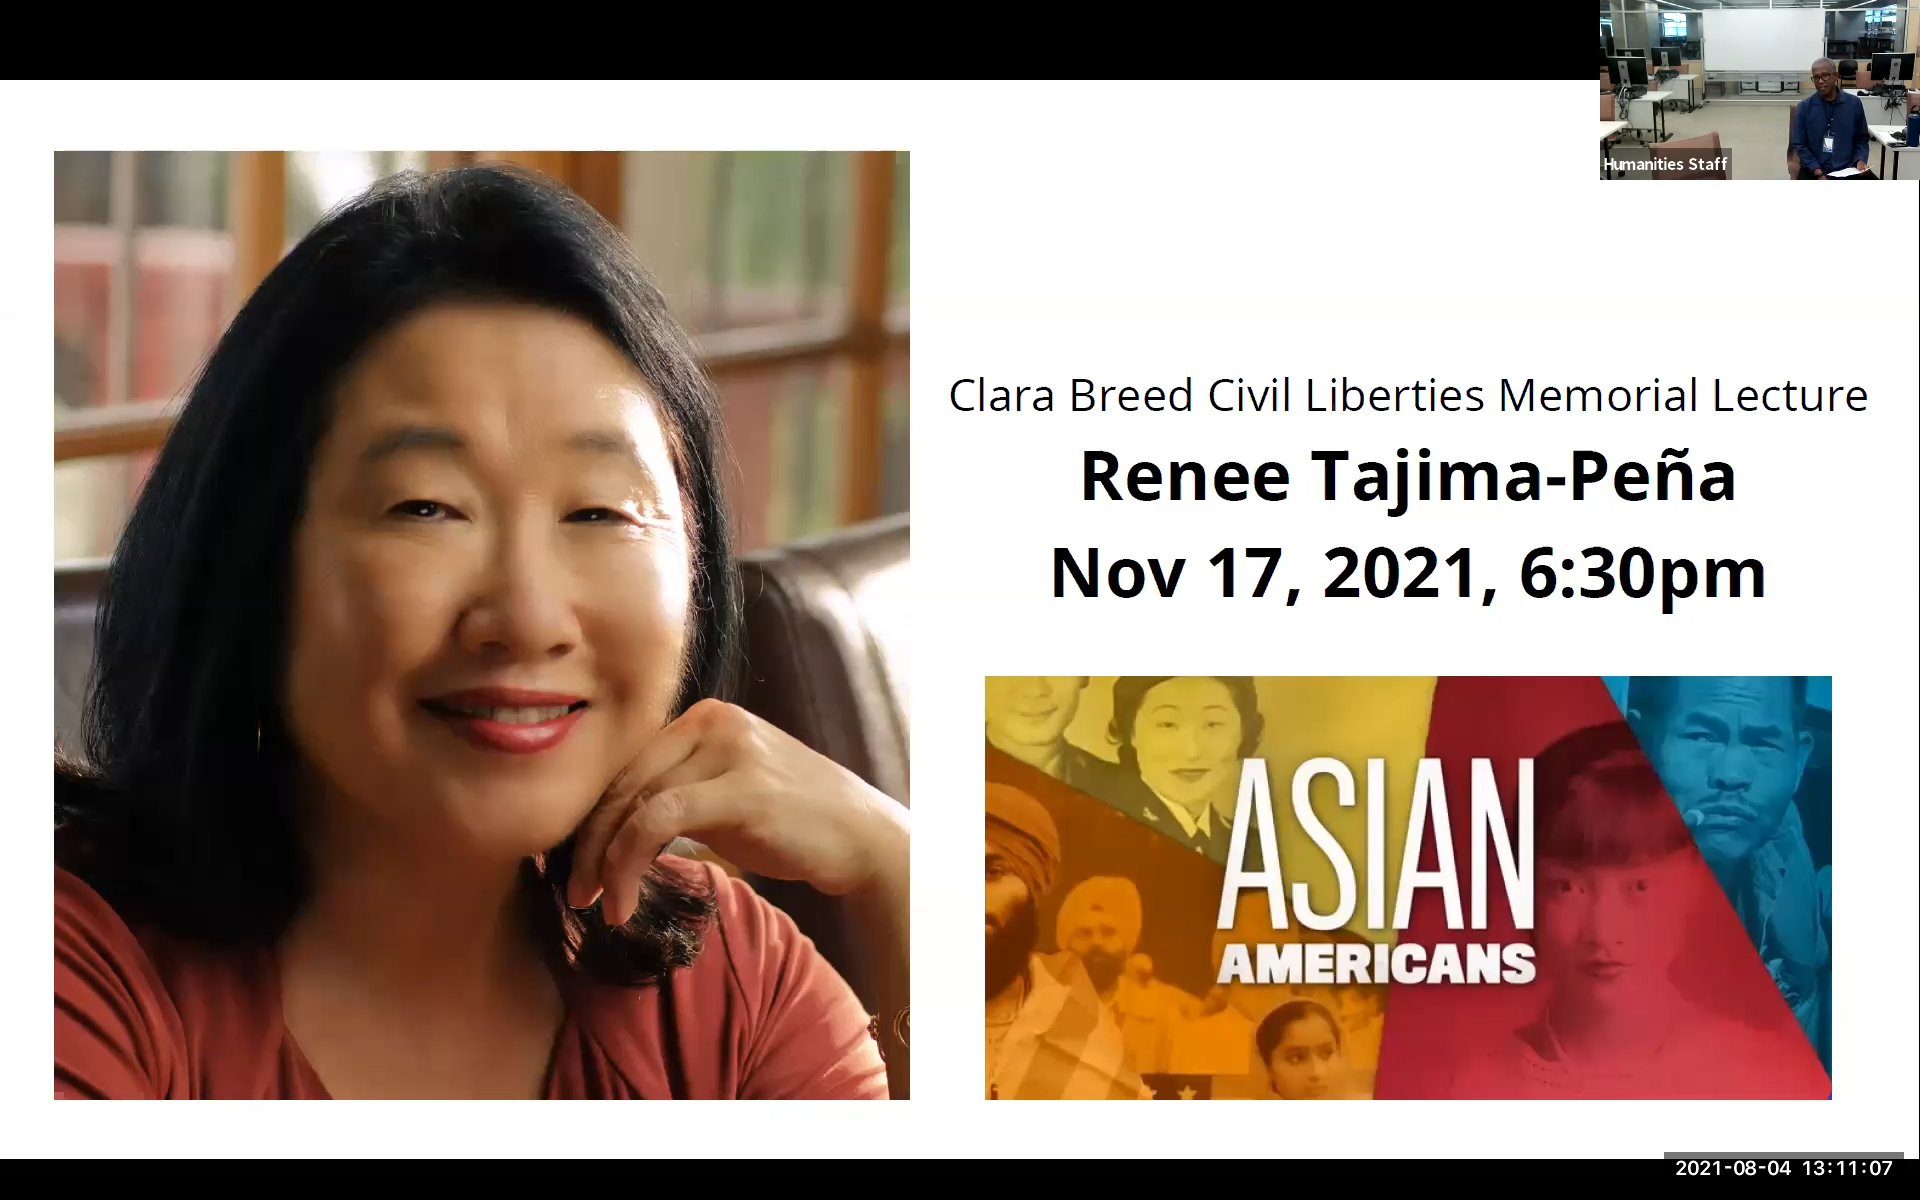 Humanities Staff
Clara Breed Civil Liberties Memorial Lecture
Renee Tajima-Peña
Nov 17, 2021, 6:30pm
ASIAN
AMERICANS
2021-08-04 13:11:07